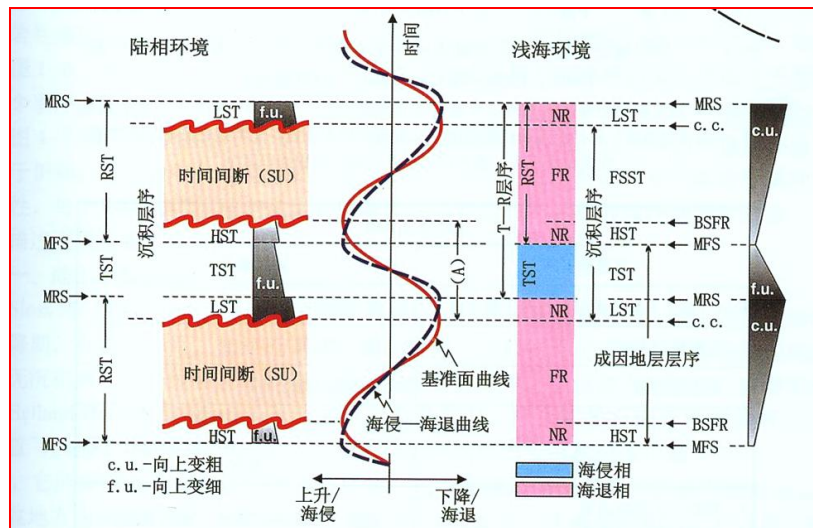 陆相环境
时间
浅海环境
MRS
LST
f.u.
RST
沉积层序
时间间断（SU）
HST
MFS
TST
TST
f.u.
MRS
LST
RST
时间间断（SU）
MFS
HST
f.u.
c.u.-向上变粗
f.u.-向上变细
(A)
基准面曲线
海侵—海退曲线
上升/
海侵
下降/
海退
T—R层序
RST
TST
NR
FR
NR
NR
FR
NR
LST
FSST
HST
TST
LST
HST
沉积层序
成因地层层序
MRS
c.c.
BSFR
MFS
MRS
c.c.
BSFR
MFS
c.u.
f.u.
c.u.
海侵相
海退相